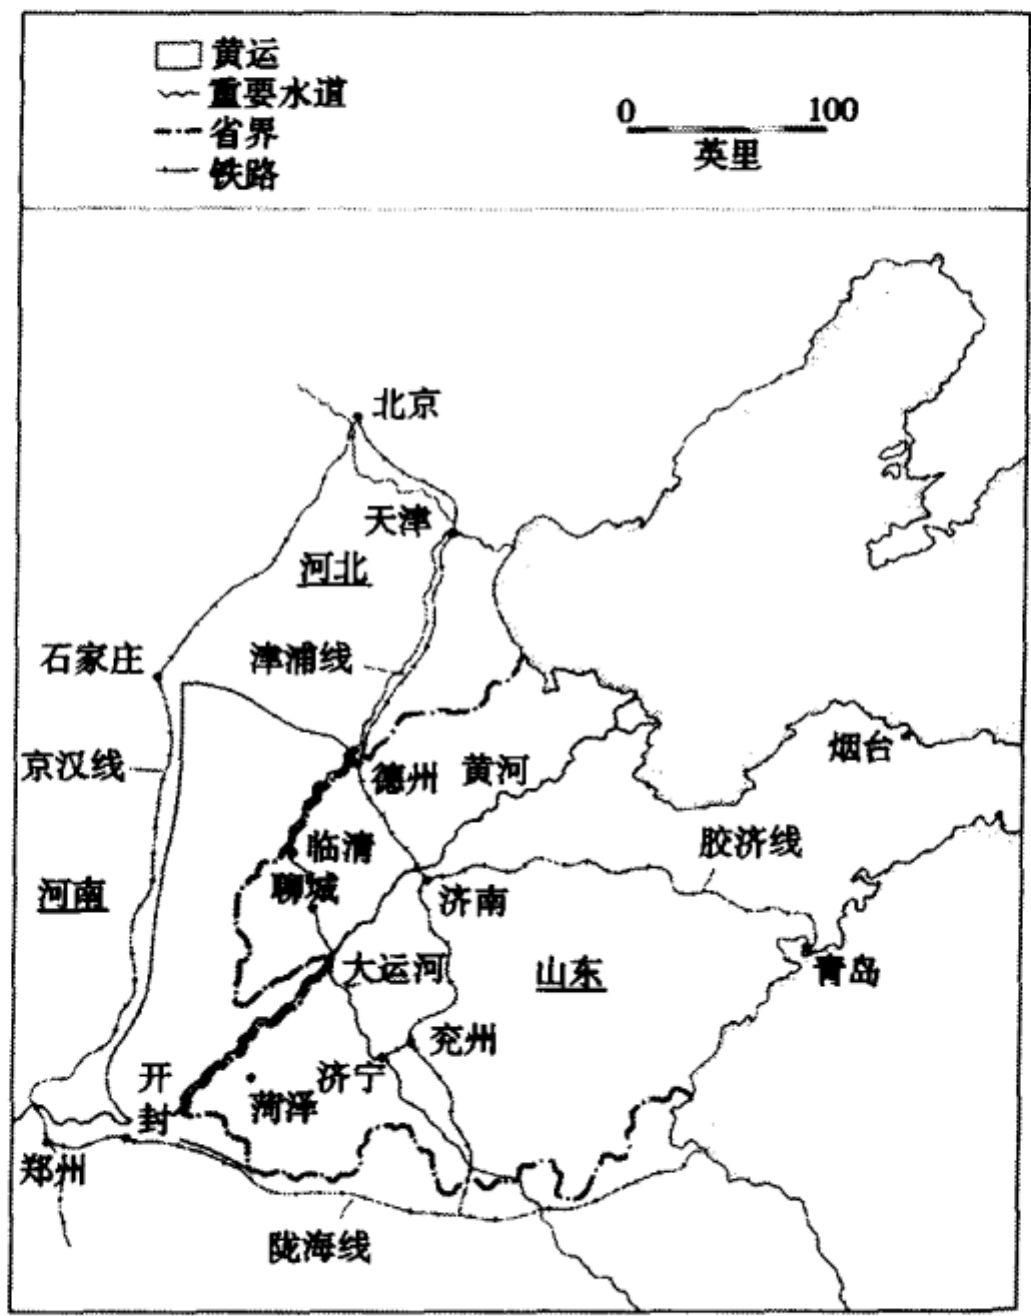 黄运
重要水道
省界
铁路
0 100
英里
北京
天津
河北
石家庄
津浦线
京汉线
德州
黄河
烟台
临清
胶济线
聊城
河南
济南
大运河
山东
青岛
兖州
开封
济宁
菏泽
郑州
陇海线